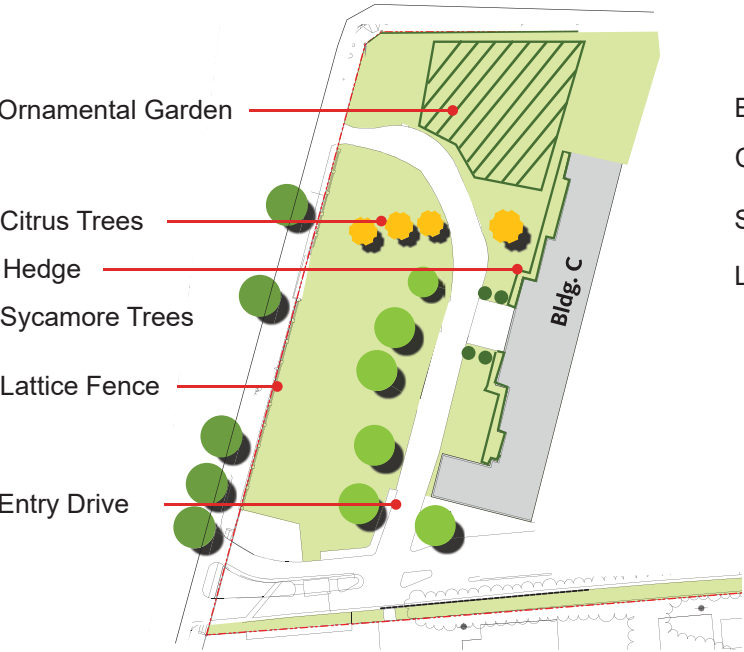 Ornamental Garden
Citrus Trees
Hedge
Sycamore Trees
Lattice Fence
Entry Drive
Bldg. C